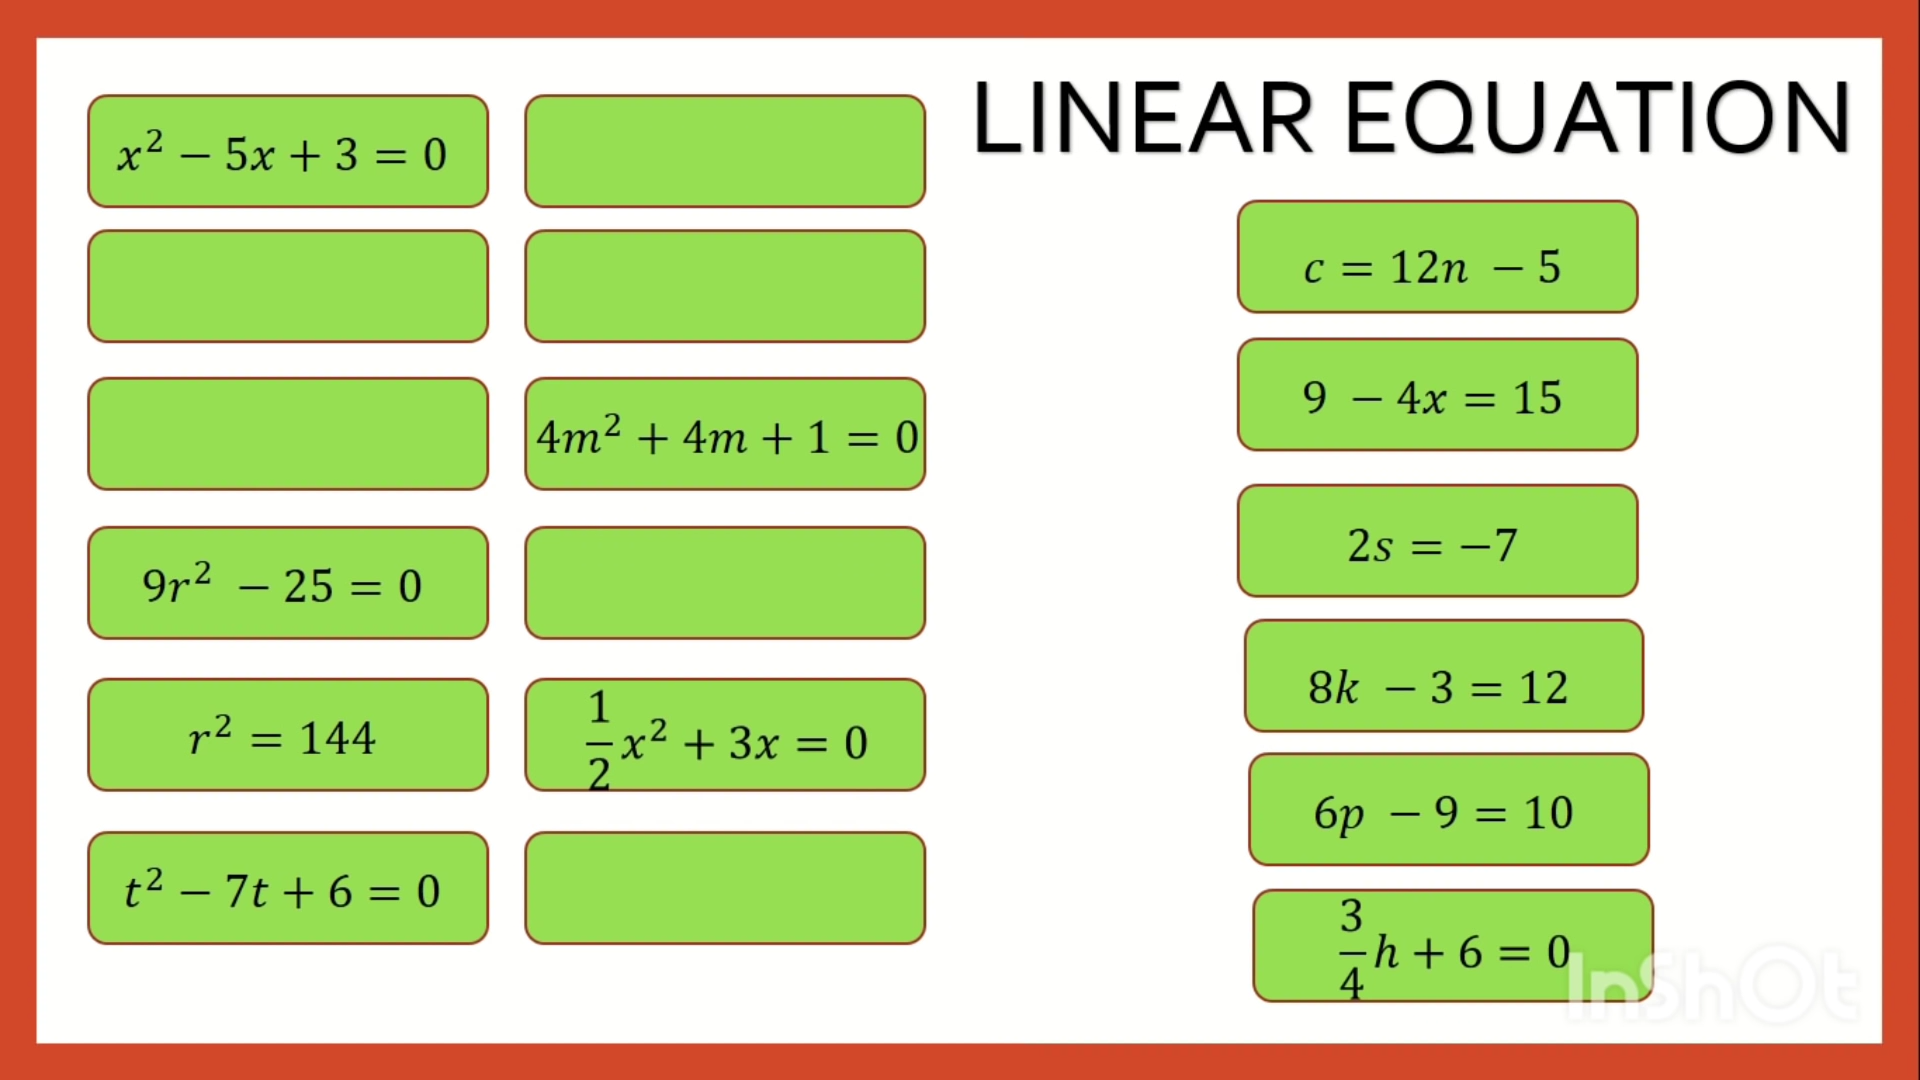 x² − 5x + 3 = 0
4m² + 4m + 1 = 0
9r² − 25 = 0
r² = 144
1/2 x² + 3x = 0
t² − 7t + 6 = 0
LINEAR EQUATION
c = 12n − 5
9 − 4x = 15
2s = −7
8k − 3 = 12
6p − 9 = 10
3/4 h + 6 = 0
InShOt